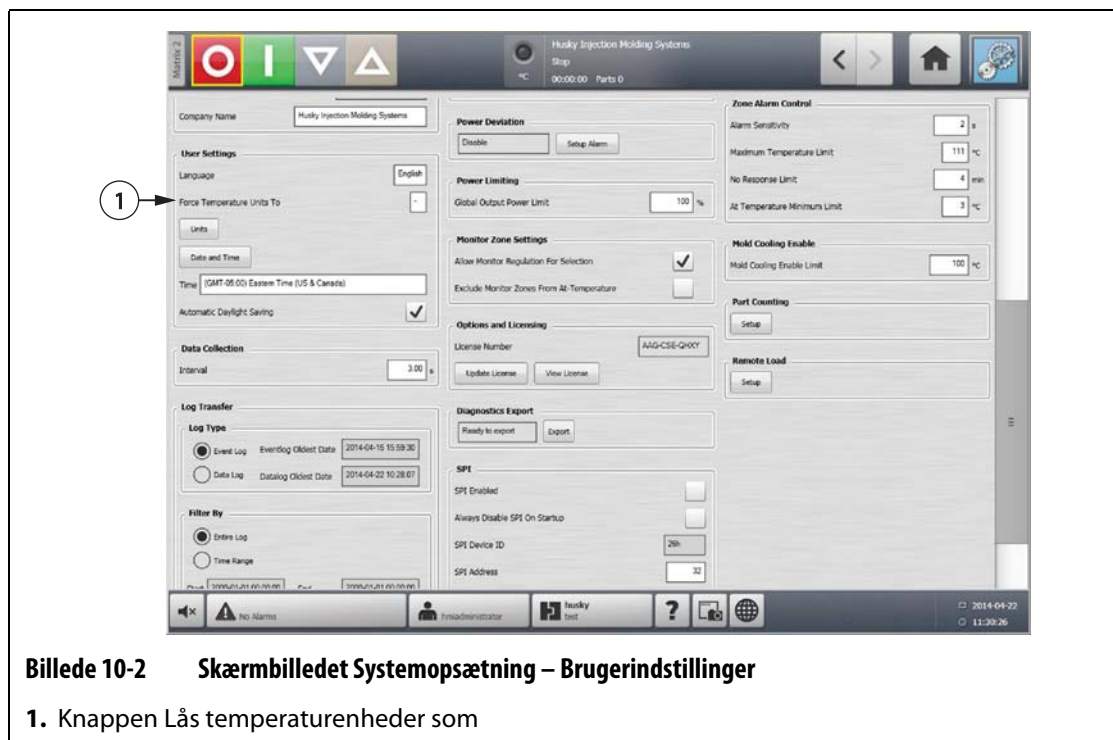 Matrix 2
Husky Injection Molding Systems
Stop
°C 00:00:00 Parts 0
Company Name Husky Injection Molding Systems
User Settings
Language English
Force Temperature Units To -
1
Units
Date and Time
Time (GMT-05:00) Eastern Time (US & Canada)
Automatic Daylight Saving
Data Collection
Interval 3.00 s
Log Transfer
Log Type
Event Log Eventlog Oldest Date 2014-04-15 15:59:30
Data Log Datalog Oldest Date 2014-04-22 10:28:07
Filter By
Entire Log
Time Range
Power Deviation
Disable Setup Alarm
Power Limiting
Global Output Power Limit 100 %
Monitor Zone Settings
Allow Monitor Regulation For Selection
Exclude Monitor Zones From At-Temperature
Options and Licensing
License Number AAG-CSE-QHXY
Update License View License
Diagnostics Export
Ready to export Export
SPI
SPI Enabled
Always Disable SPI On Startup
SPI Device ID 26h
SPI Address 32
Zone Alarm Control
Alarm Sensitivity 2 s
Maximum Temperature Limit 111 °C
No Response Limit 4 min
At Temperature Minimum Limit 3 °C
Mold Cooling Enable
Mold Cooling Enable Limit 100 °C
Part Counting
Setup
Remote Load
Setup
No Alarms
hmiadministrator
husky
test
?
2014-04-22
11:30:26
Billede 10-2 Skærmbilledet Systemopsætning – Brugerindstillinger
1. Knappen Lås temperaturenheder som